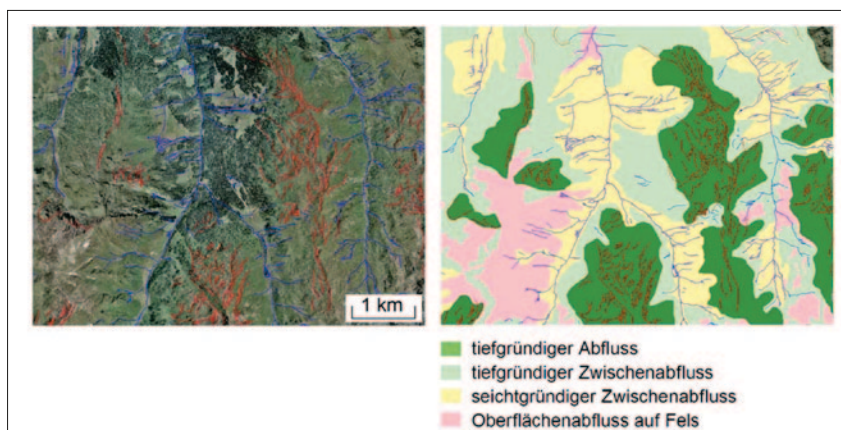 1 km
tiefgründiger Abfluss
tiefgründiger Zwischenabfluss
seichtgründiger Zwischenabfluss
Oberflächenabfluss auf Fels